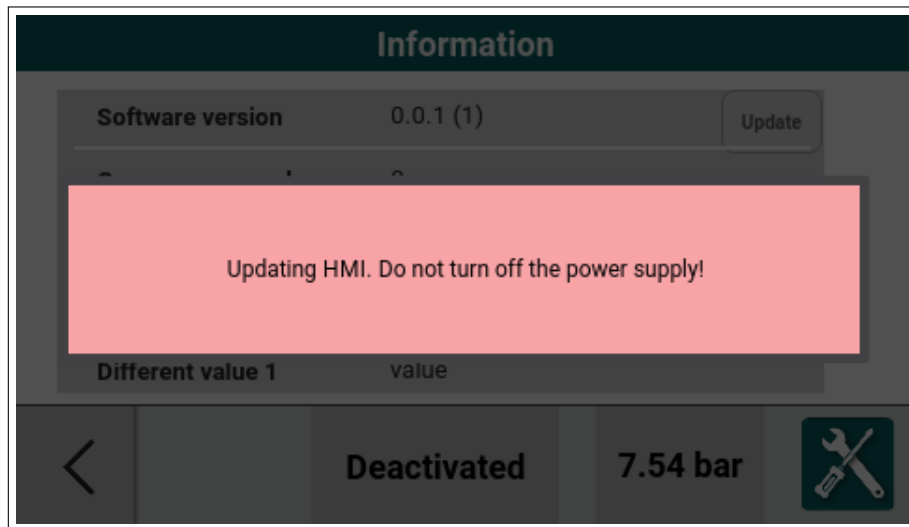 Information
Software version 0.0.1 (1) Update
Updating HMI. Do not turn off the power supply!
Different value 1 value
Deactivated 7.54 bar